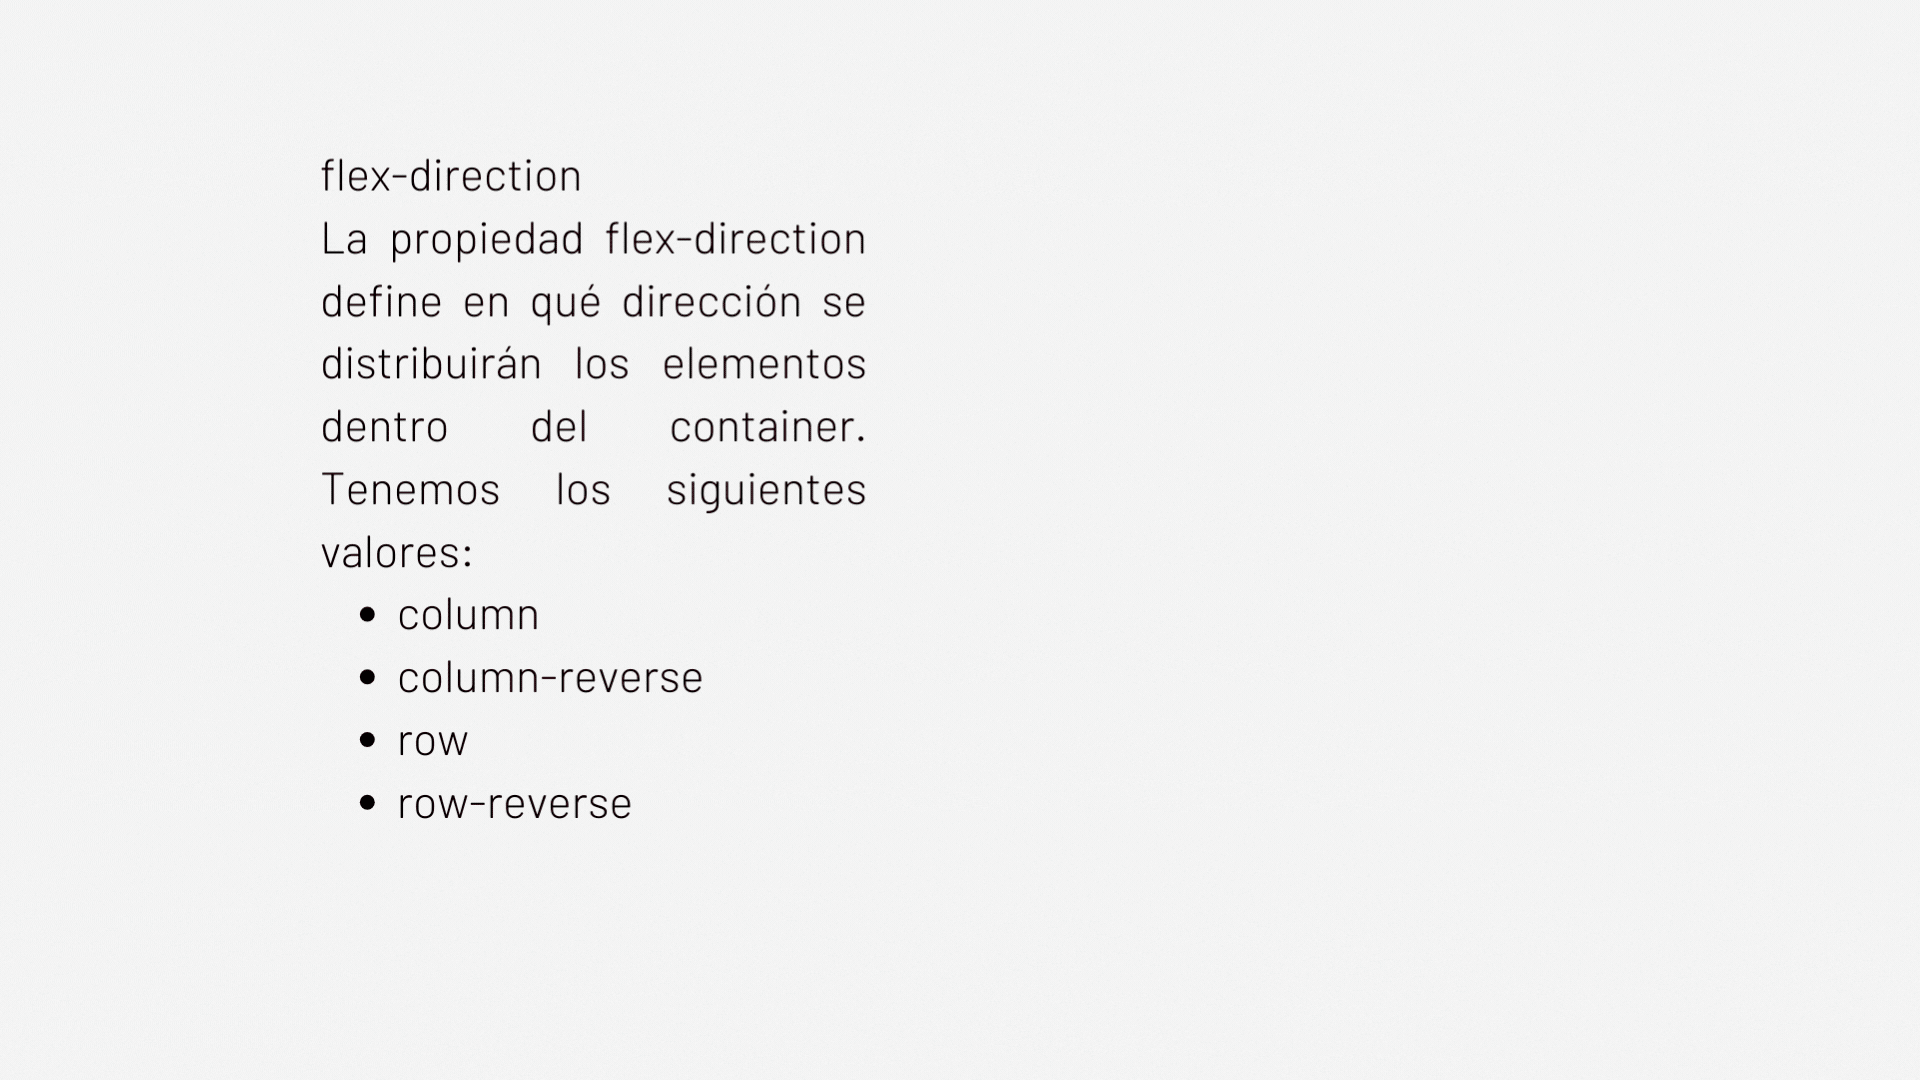 flex-direction
La propiedad flex-direction
define en qué dirección se
distribuirán los elementos
dentro del container.
Tenemos los siguientes
valores:
• column
• column-reverse
• row
• row-reverse